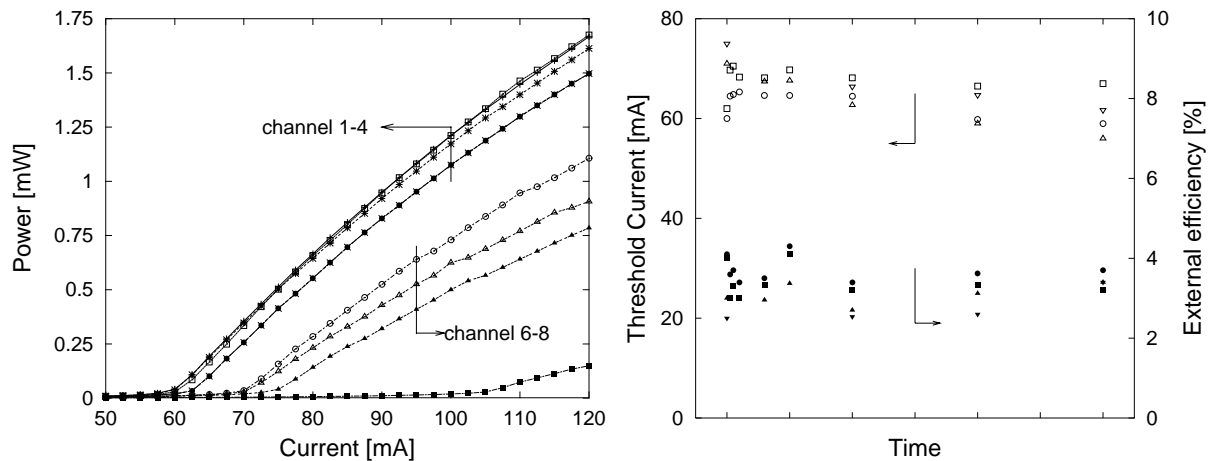 1.75
1.5
1.25
1
0.75
0.5
0.25
0
Power [mW]
channel 1-4
channel 6-8
50 60 70 80 90 100 110 120
Current [mA]
80
60
40
20
0
Threshold Current [mA]
10
8
6
4
2
0
External efficiency [%]
Time